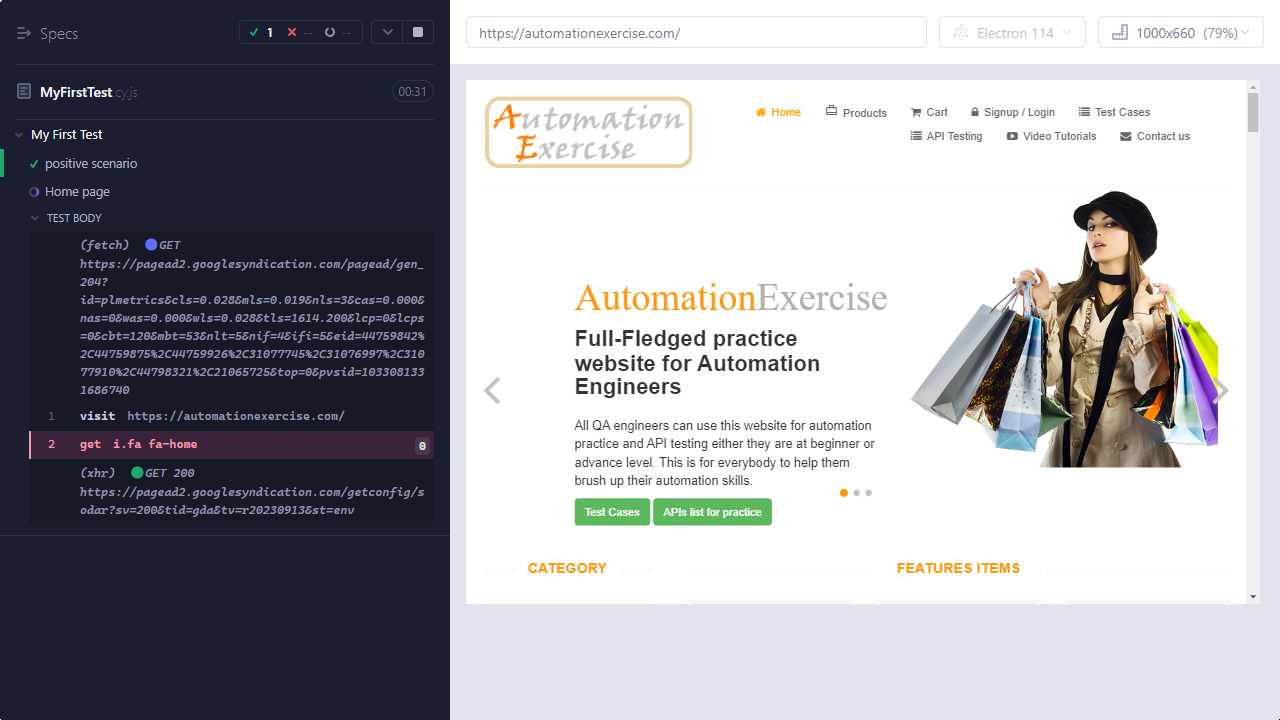 Specs
1
--
--
MyFirstTest.cy.js
00:31
My First Test
positive scenario
Home page
TEST BODY
(fetch) GET
https://pagead2.googlesyndication.com/pagead/gen_
204?
id=plmetrics&cls=0.028&mls=0.019&nls=3&cas=0.000&
nas=0&was=0.000&wls=0.028&tls=1614.200&lcp=0&lcps
=0&cbt=120&mbt=53&nlt=5&nif=4&ifi=5&eid=44759842%
2C44759875%2C44759926%2C31077745%2C31076997%2C310
77910%2C44798321%2C21065725&top=0&pvsid=103308133
1686740
1 visit https://automationexercise.com/
2 get i.fa fa-home 0
(xhr) GET 200
https://pagead2.googlesyndication.com/getconfig/s
odar?sv=200&tid=gda&tv=r20230913&st=env
https://automationexercise.com/
Electron 114
1000x660 (79%)
Automation
Exercise
Home
Products
Cart
Signup / Login
Test Cases
API Testing
Video Tutorials
Contact us
AutomationExercise
Full-Fledged practice
website for Automation
Engineers
All QA engineers can use this website for automation
practice and API testing either they are at beginner or
advance level. This is for everybody to help them
brush up their automation skills.
Test Cases
APIs list for practice
CATEGORY
FEATURES ITEMS